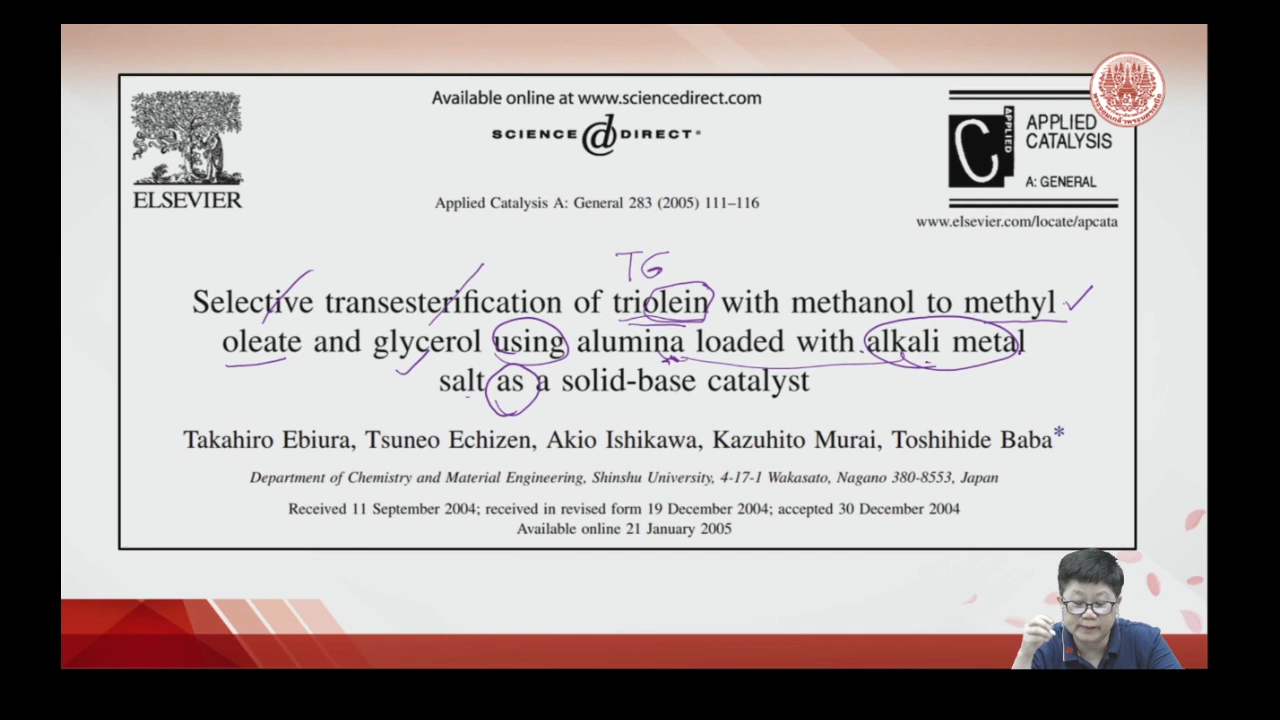 Available online at www.sciencedirect.com
SCIENCE @ DIRECT®
ELSEVIER
APPLIED
APPLIED
CATALYSIS
A: GENERAL
Applied Catalysis A: General 283 (2005) 111–116
www.elsevier.com/locate/apcata
TG
Selective transesterification of triolein with methanol to methyl
oleate and glycerol using alumina loaded with alkali metal
salt as a solid-base catalyst
Takahiro Ebiura, Tsuneo Echizen, Akio Ishikawa, Kazuhito Murai, Toshihide Baba*
Department of Chemistry and Material Engineering, Shinshu University, 4-17-1 Wakasato, Nagano 380-8553, Japan
Received 11 September 2004; received in revised form 19 December 2004; accepted 30 December 2004
Available online 21 January 2005